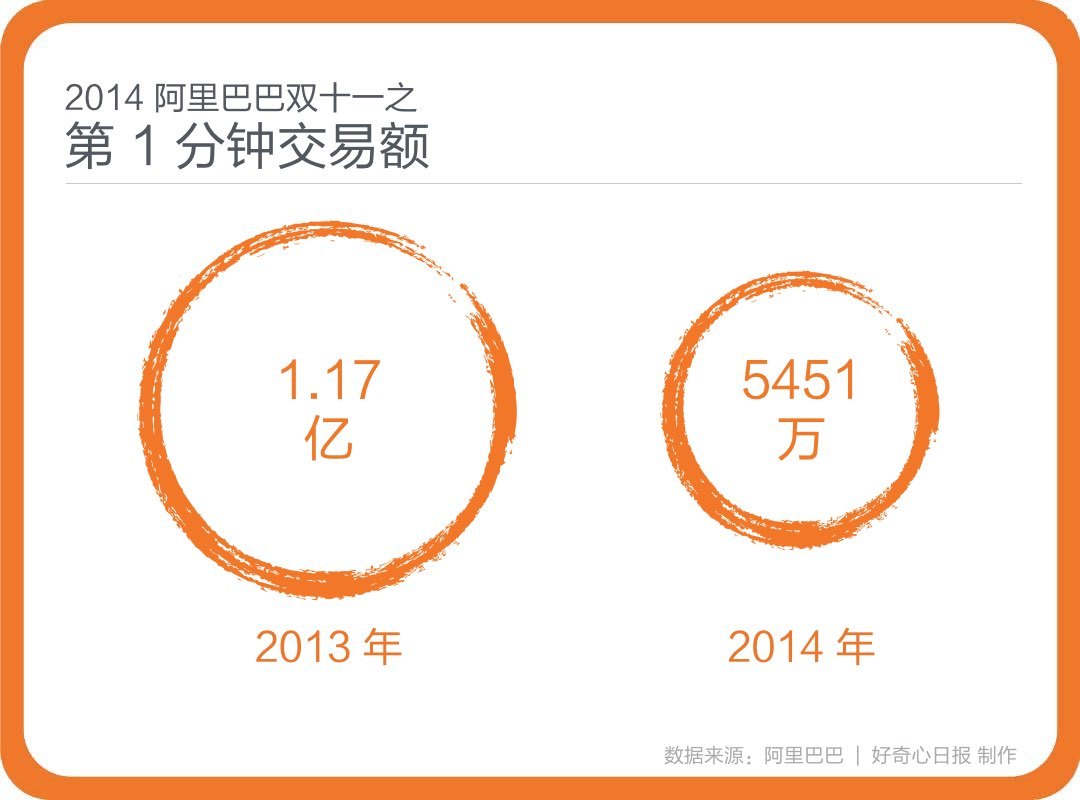 2014 阿里巴巴双十一之
第 1 分钟交易额
1.17
亿
5451
万
2013 年
2014 年
数据来源：阿里巴巴 | 好奇心日报 制作